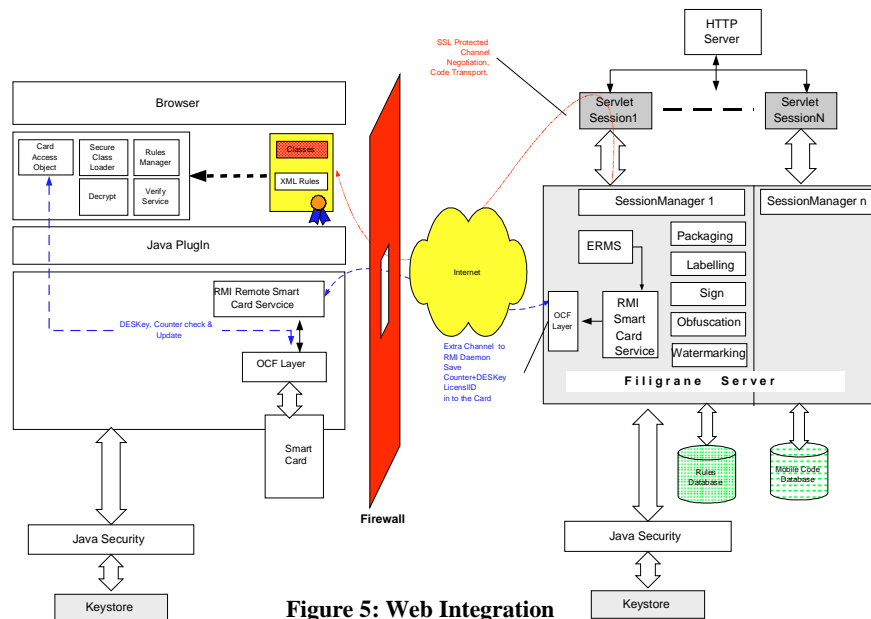 HTTP
Server
SSL Protected
Channel
Negotiation,
Code Transport,
Browser
Servlet
Session1
Servlet
SessionN
Card
Access
Object
Secure
Class
Loader
Rules
Manager
Decrypt
Verify
Service
Classes
XML Rules
SessionManager 1
SessionManager n
Java PlugIn
Packaging
Labelling
Sign
Obfuscation
Watermarking
ERMS
Internet
RMI Remote Smart
Card Servcice
OCF
Layer
RMI
Smart
Card
Service
DESKey, Counter check &
Update
OCF Layer
Extra Channel to
RMI Daemon
Save
Counter+DESKey
LicensIID
in to the Card
Filigrane Server
Smart
Card
Rules
Database
Mobile Code
Database
Firewall
Java Security
Java Security
Keystore
Keystore
Figure 5: Web Integration